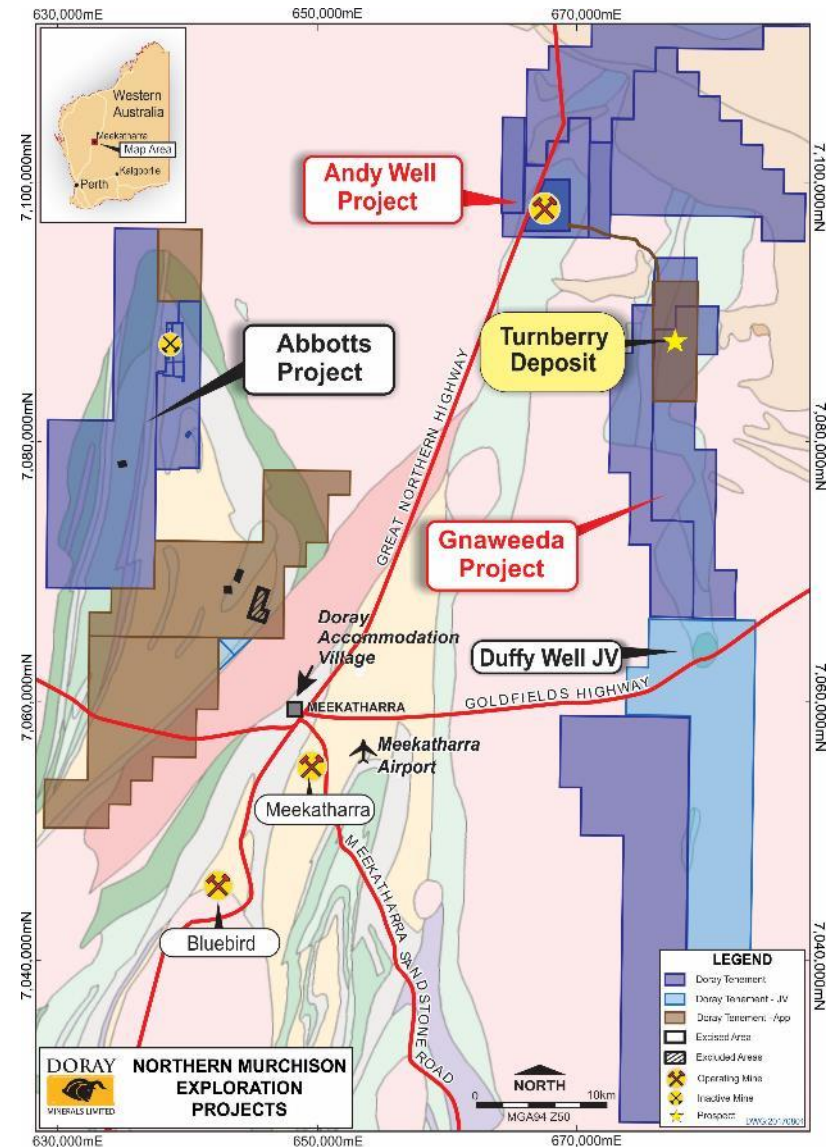 630,000mE
650,000mE
670,000mE
Western
Australia
Meekatharra
Map Area
Kalgoorlie
Perth
7,100,000mN
7,100,000mN
Andy Well
Project
Turnberry
Deposit
Abbotts
Project
GREAT NORTHERN HIGHWAY
7,080,000mN
7,080,000mN
Gnaweeda
Project
Doray
Accommodation
Village
Duffy Well JV
7,060,000mN
7,060,000mN
MEEKATHARRA
GOLDFIELDS HIGHWAY
Meekatharra
Airport
Meekatharra
MEEKATHARRA SANDSTONE ROAD
Bluebird
7,040,000mN
7,040,000mN
LEGEND
Doray Tenement
Doray Tenement - JV
Doray Tenement - App
Excised Area
Excluded Areas
Operating Mine
Inactive Mine
Prospect
DWG:20170801
DORAY
MINERALS LIMITED
NORTHERN MURCHISON
EXPLORATION
PROJECTS
NORTH
0
10km
MGA94 Z50
630,000mE
650,000mE
670,000mE